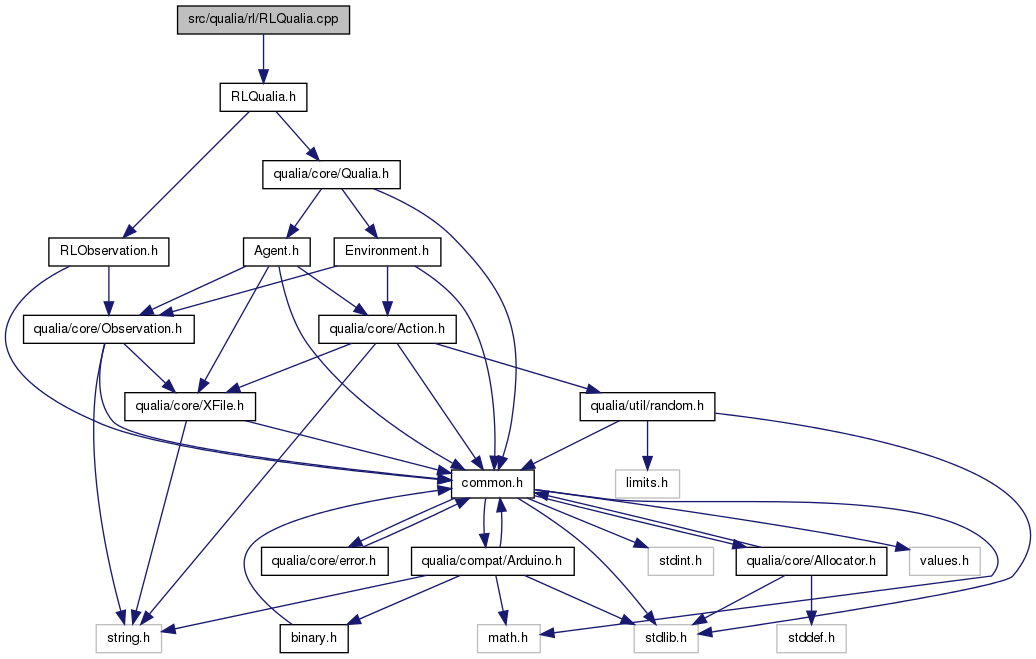 src/qualia/rl/RLQualia.cpp
RLQualia.h
qualia/core/Qualia.h
RLObservation.h
Agent.h
Environment.h
qualia/core/Observation.h
qualia/core/Action.h
qualia/core/XFile.h
qualia/util/random.h
common.h
limits.h
qualia/core/error.h
qualia/compat/Arduino.h
stdint.h
qualia/core/Allocator.h
values.h
string.h
binary.h
math.h
stdlib.h
stddef.h